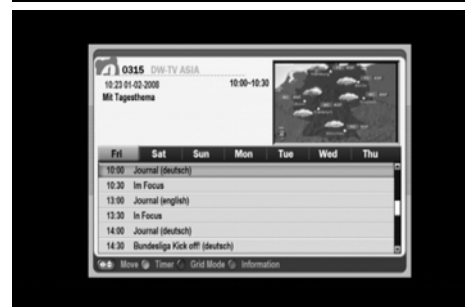 0315 DW-TV ASIA
10:23 01-02-2008 10:00~10:30
Mit Tagesthema
Fri Sat Sun Mon Tue Wed Thu
10:00 Journal (deutsch)
10:30 Im Focus
13:00 Journal (english)
13:30 In Focus
14:00 Journal (deutsch)
14:30 Bundesliga Kick off! (deutsch)
Move Timer Grid Mode Information